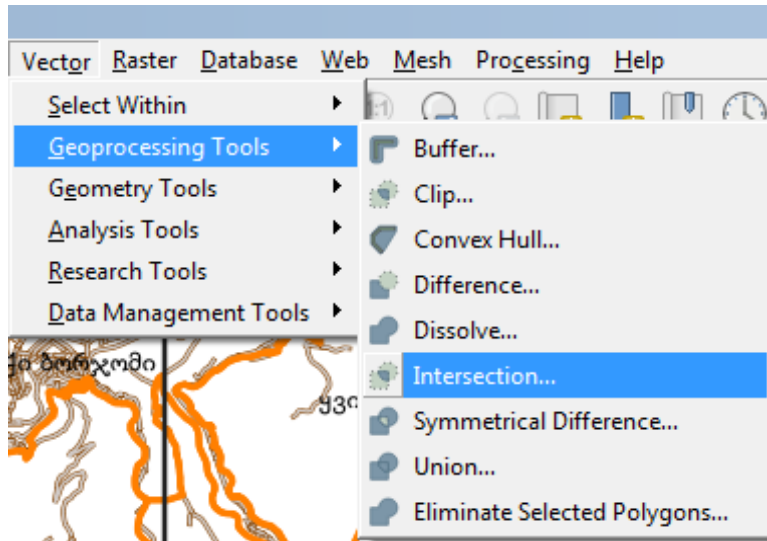 Vector Raster Database Web Mesh Processing Help
Select Within
Geoprocessing Tools
Geometry Tools
Analysis Tools
Research Tools
Data Management Tools
Buffer...
Clip...
Convex Hull...
Difference...
Dissolve...
Intersection...
Symmetrical Difference...
Union...
Eliminate Selected Polygons...
ბორჯომი